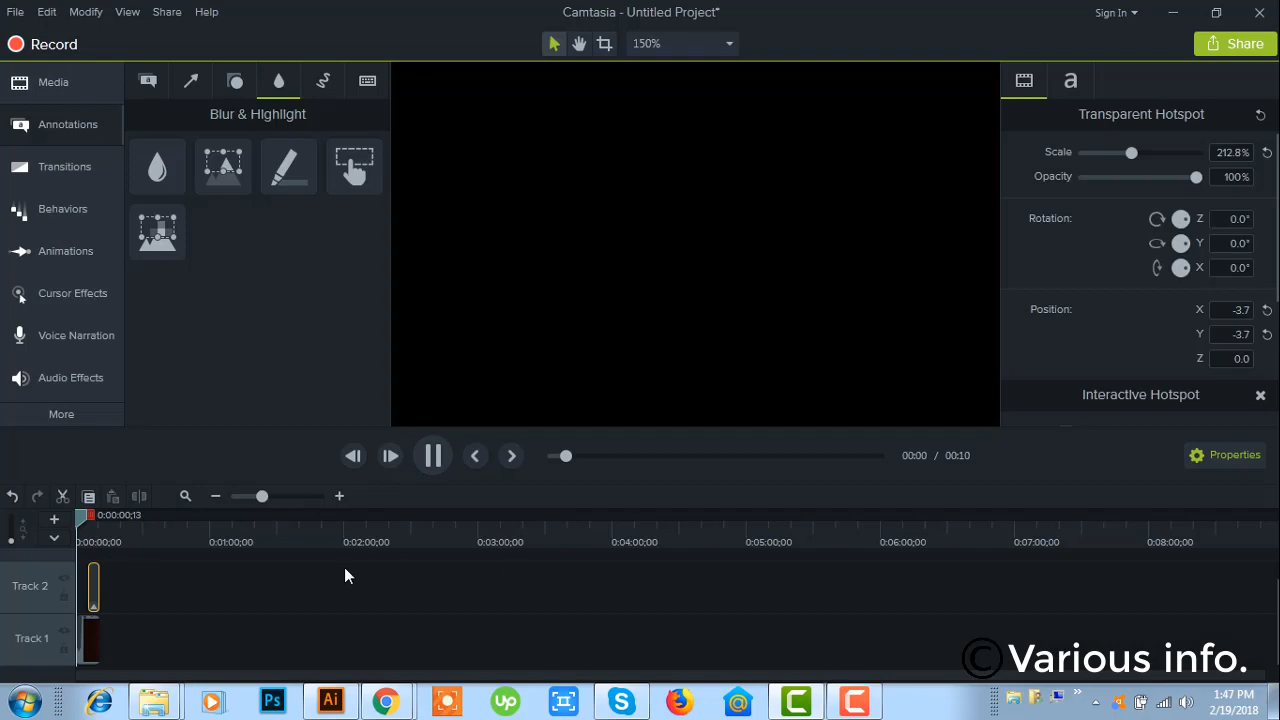 File Edit Modify View Share Help Camtasia - Untitled Project* Sign In
Record 150% Share
Media
Annotations
Transitions
Behaviors
Animations
Cursor Effects
Voice Narration
Audio Effects
More
a
Blur & Highlight
a
Transparent Hotspot
Scale 212.8%
Opacity 100%
Rotation: Z 0.0°
Y 0.0°
X 0.0°
Position: X -3.7
Y -3.7
Z 0.0
Interactive Hotspot
00:00 / 00:10 Properties
0:00:00;13
0:00:00;00 0:01:00;00 0:02:00;00 0:03:00;00 0:04:00;00 0:05:00;00 0:06:00;00 0:07:00;00 0:08:00;00
Track 2
Track 1
© Various info.
Ps Ai Up S C C
1:47 PM
2/19/2018